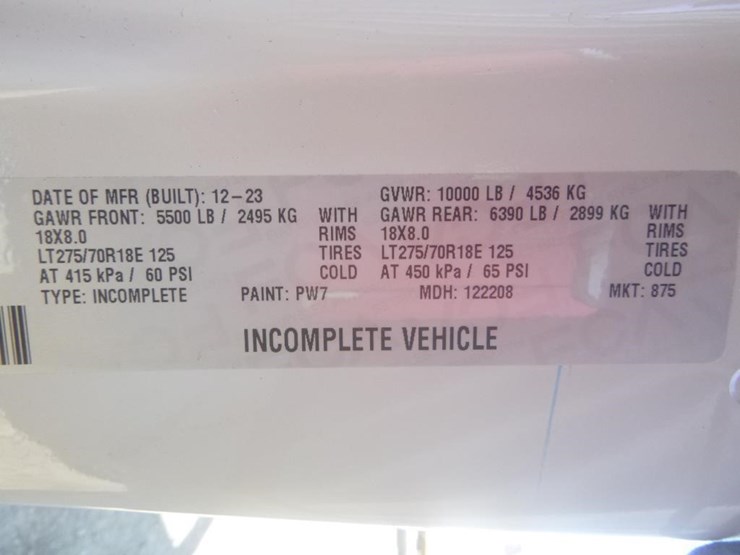 DATE OF MFR (BUILT): 12-23 GVWR: 10000 LB / 4536 KG
GAWR FRONT: 5500 LB / 2495 KG WITH GAWR REAR: 6390 LB / 2899 KG WITH
18X8.0 RIMS 18X8.0 RIMS
LT275/70R18E 125 TIRES LT275/70R18E 125 TIRES
AT 415 kPa / 60 PSI COLD AT 450 kPa / 65 PSI COLD
TYPE: INCOMPLETE PAINT: PW7 MDH: 122208 MKT: 875
INCOMPLETE VEHICLE